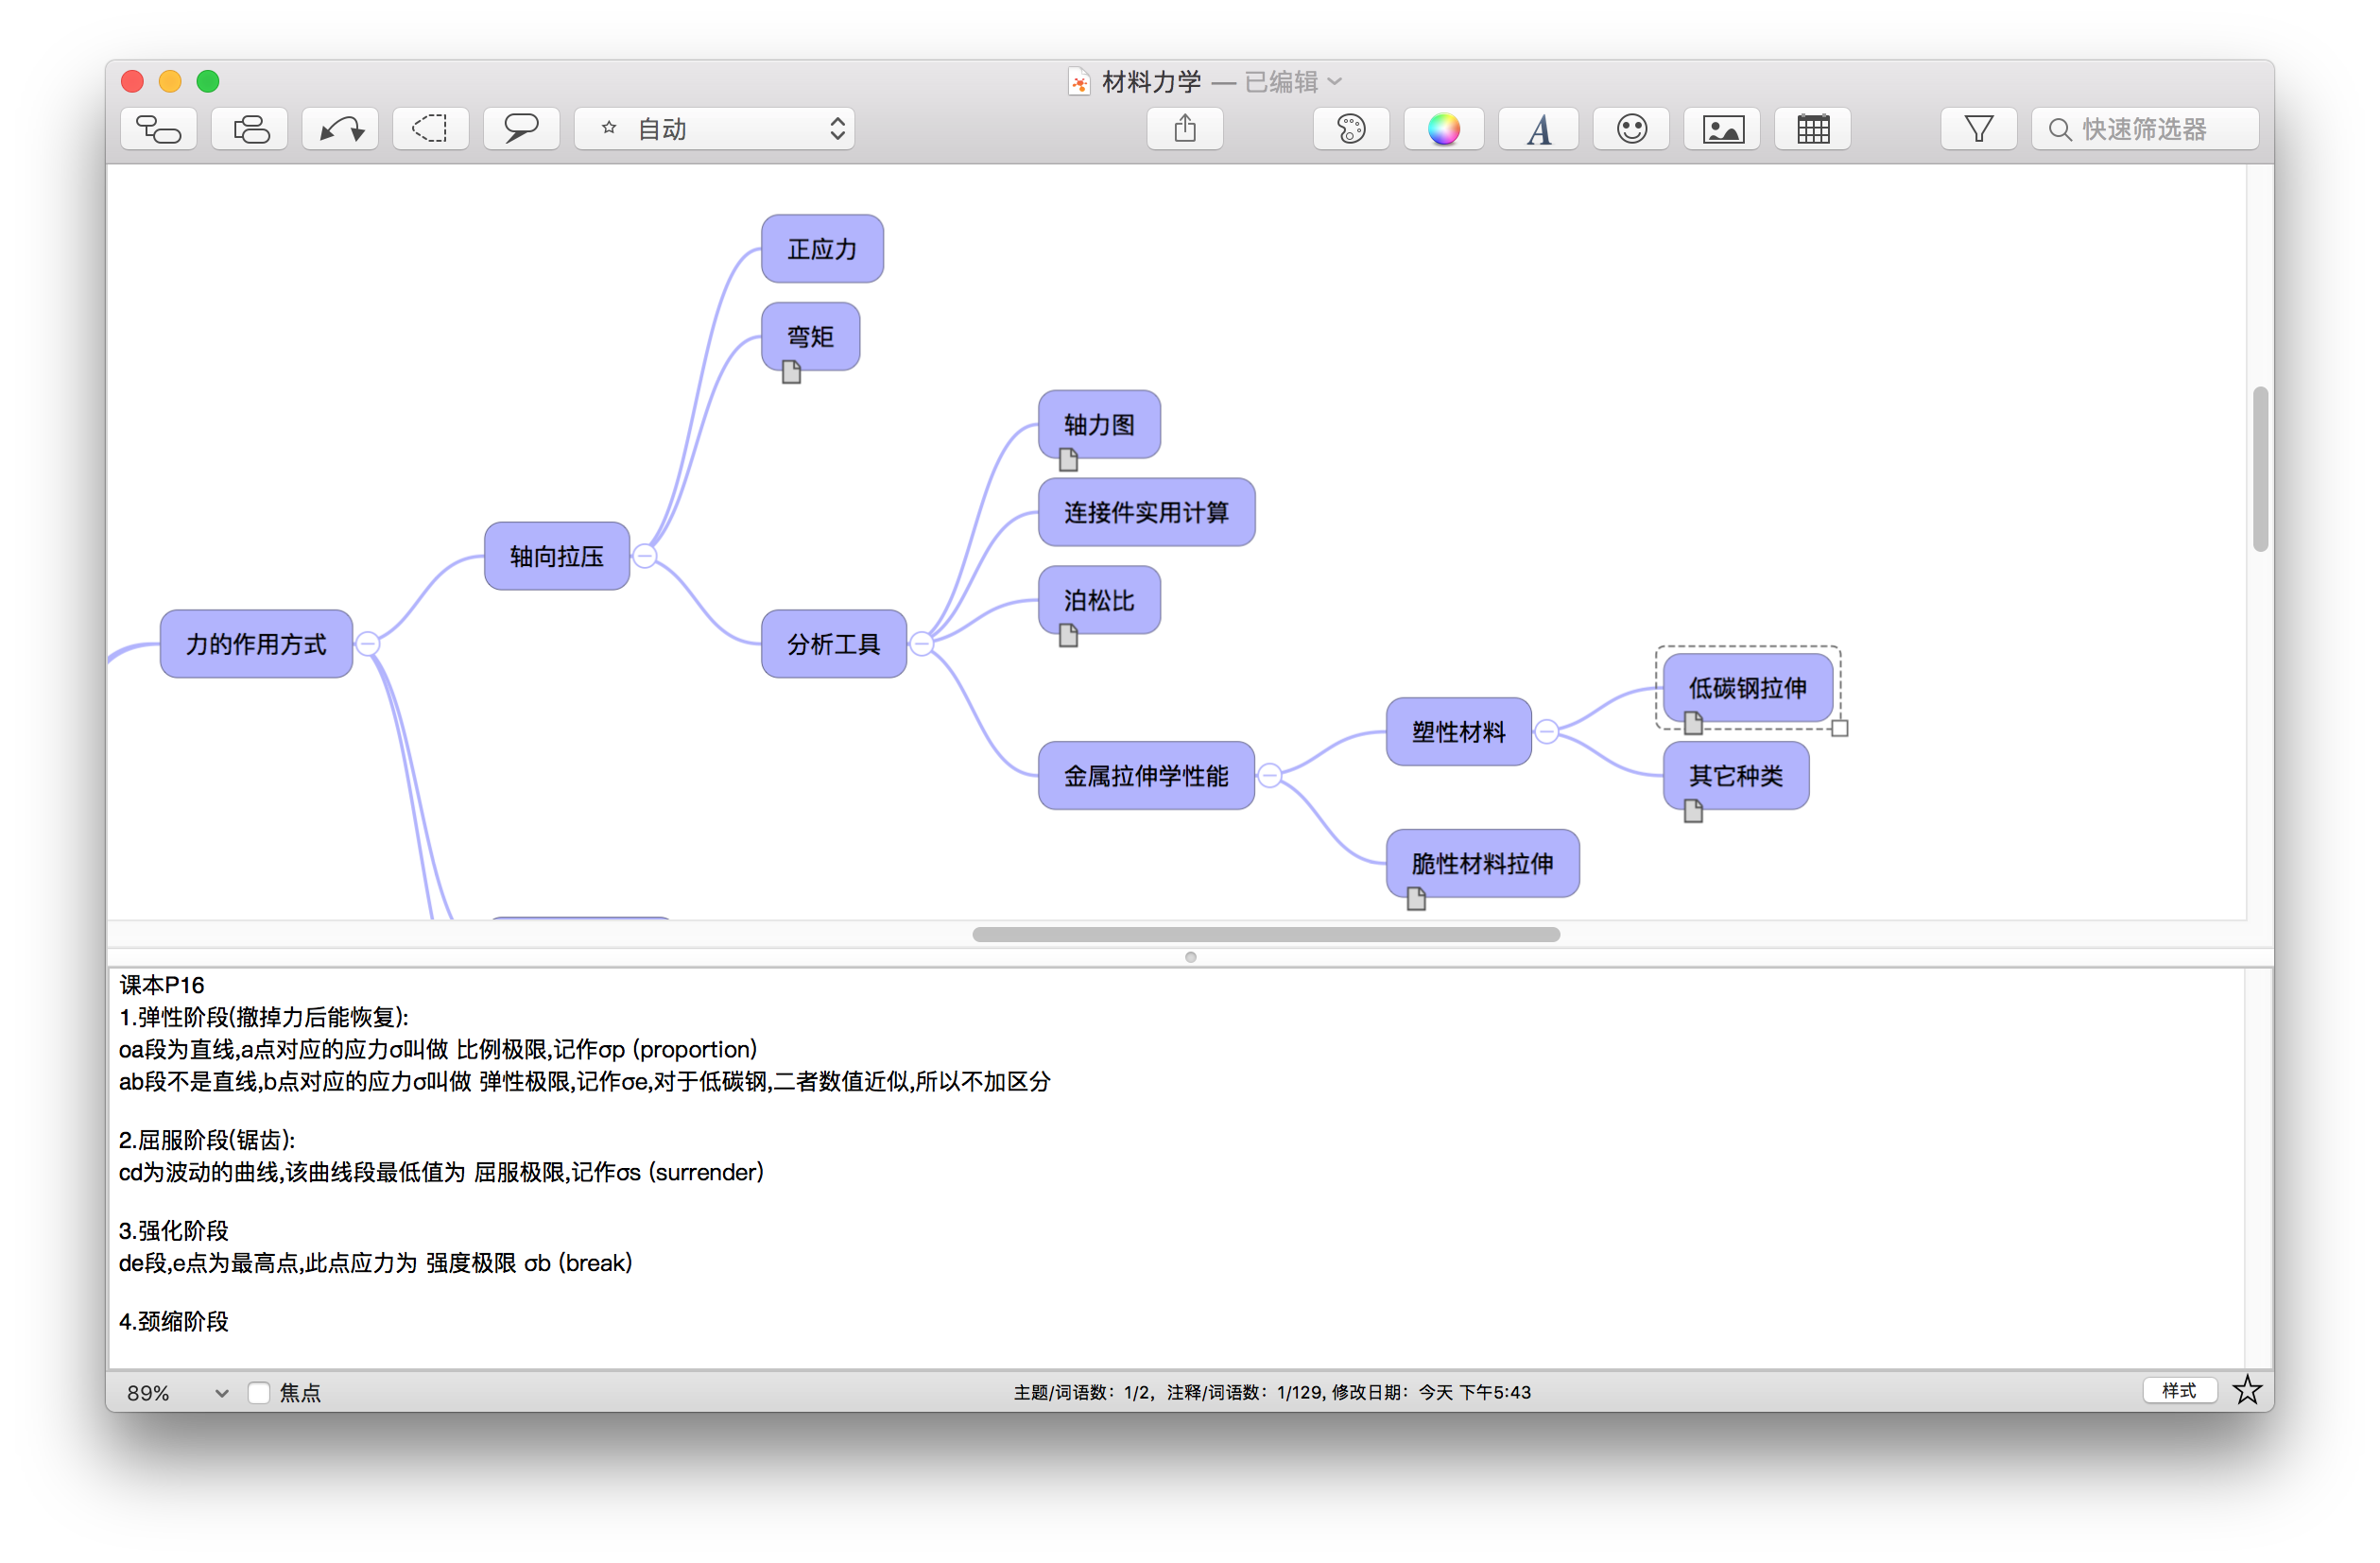 材料力学 — 已编辑
自动
A
快速筛选器
正应力
弯矩
轴力图
连接件实用计算
轴向拉压
泊松比
力的作用方式
分析工具
低碳钢拉伸
塑性材料
金属拉伸学性能
其它种类
脆性材料拉伸
课本P16
1.弹性阶段(撤掉力后能恢复):
oa段为直线,a点对应的应力σ叫做 比例极限,记作σp (proportion)
ab段不是直线,b点对应的应力σ叫做 弹性极限,记作σe,对于低碳钢,二者数值近似,所以不加区分
2.屈服阶段(锯齿):
cd为波动的曲线,该曲线段最低值为 屈服极限,记作σs (surrender)
3.强化阶段
de段,e点为最高点,此点应力为 强度极限 σb (break)
4.颈缩阶段
89%
焦点
主题/词语数：1/2，注释/词语数：1/129, 修改日期：今天 下午5:43
样式